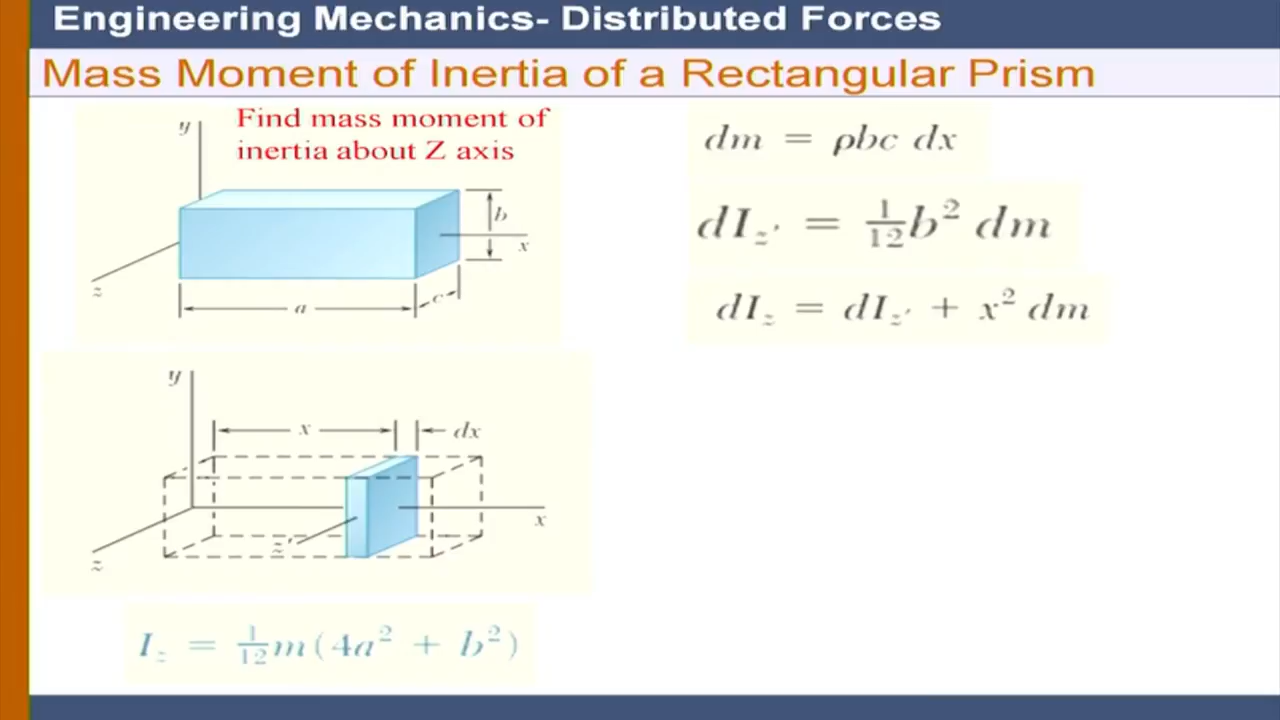 Engineering Mechanics- Distributed Forces
Mass Moment of Inertia of a Rectangular Prism
Find mass moment of
inertia about Z axis
y
b
x
z
a
c
dm = ρbc dx
dI_z′ = 1/12 b² dm
dI_z = dI_z′ + x² dm
y
x
dx
x
z′
z
I_z = 1/12 m(4a² + b²)